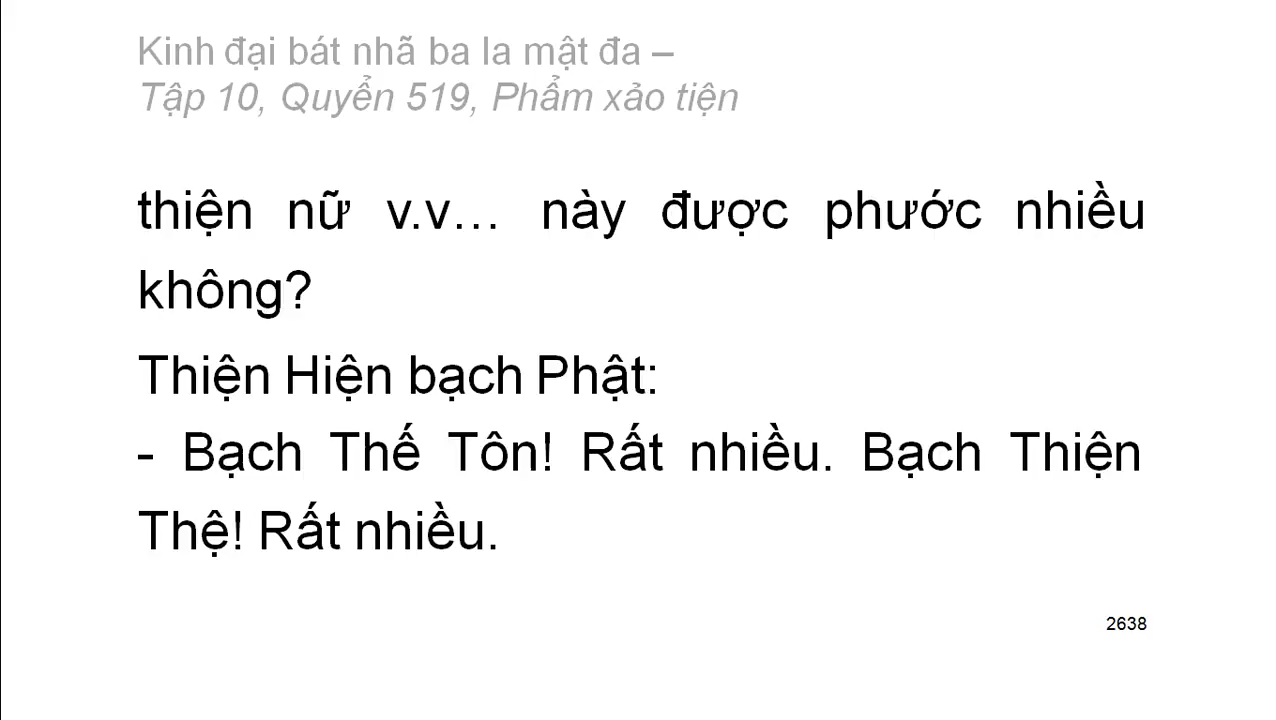 Kinh đại bát nhã ba la mật đa –
Tập 10, Quyển 519, Phẩm xảo tiện
thiện nữ v.v… này được phước nhiều
không?
Thiện Hiện bạch Phật:
- Bạch Thế Tôn! Rất nhiều. Bạch Thiện
Thệ! Rất nhiều.
2638